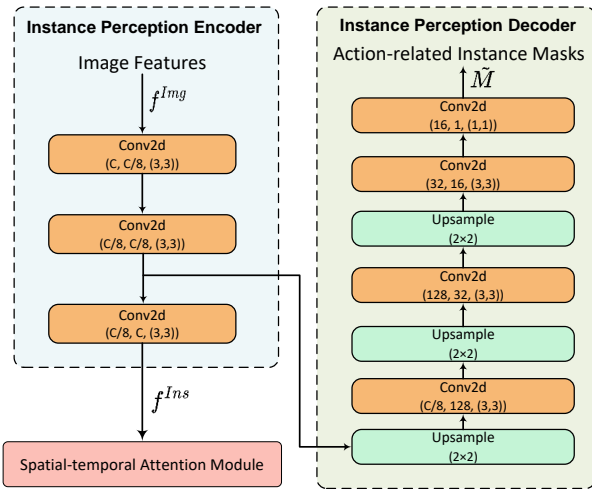 Instance Perception Encoder
Image Features
f^{Img}
Conv2d
(C, C/8, (3,3))
Conv2d
(C/8, C/8, (3,3))
Conv2d
(C/8, C, (3,3))
f^{Ins}
Spatial-temporal Attention Module
Instance Perception Decoder
Action-related Instance Masks
M̃
Conv2d
(16, 1, (1,1))
Conv2d
(32, 16, (3,3))
Upsample
(2×2)
Conv2d
(128, 32, (3,3))
Upsample
(2×2)
Conv2d
(C/8, 128, (3,3))
Upsample
(2×2)